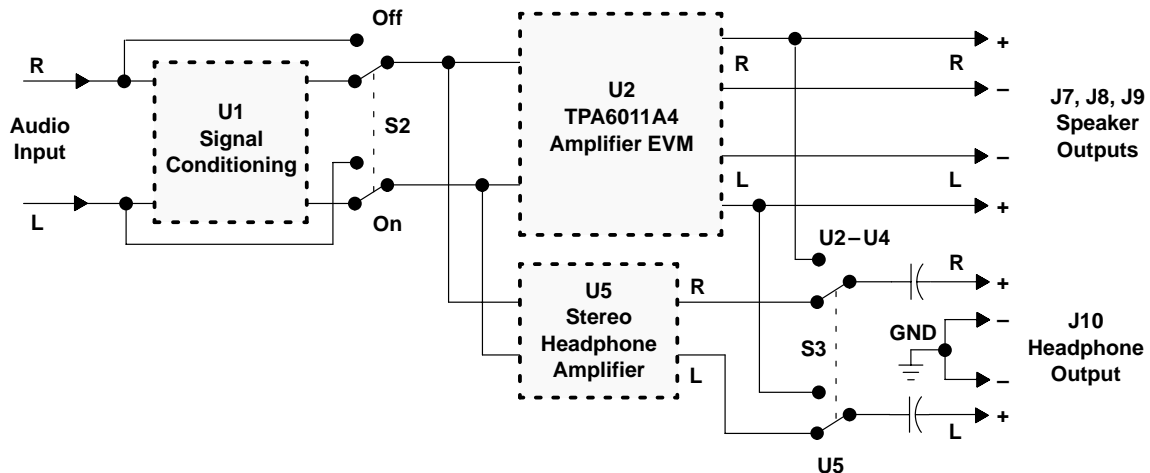 Off
R
Audio
Input
L
U1
Signal
Conditioning
S2
On
U2
TPA6011A4
Amplifier EVM
R
R
+
−
−
L
L
+
J7, J8, J9
Speaker
Outputs
U2−U4
U5
Stereo
Headphone
Amplifier
R
L
S3
R
+
GND
−
−
+
L
J10
Headphone
Output
U5